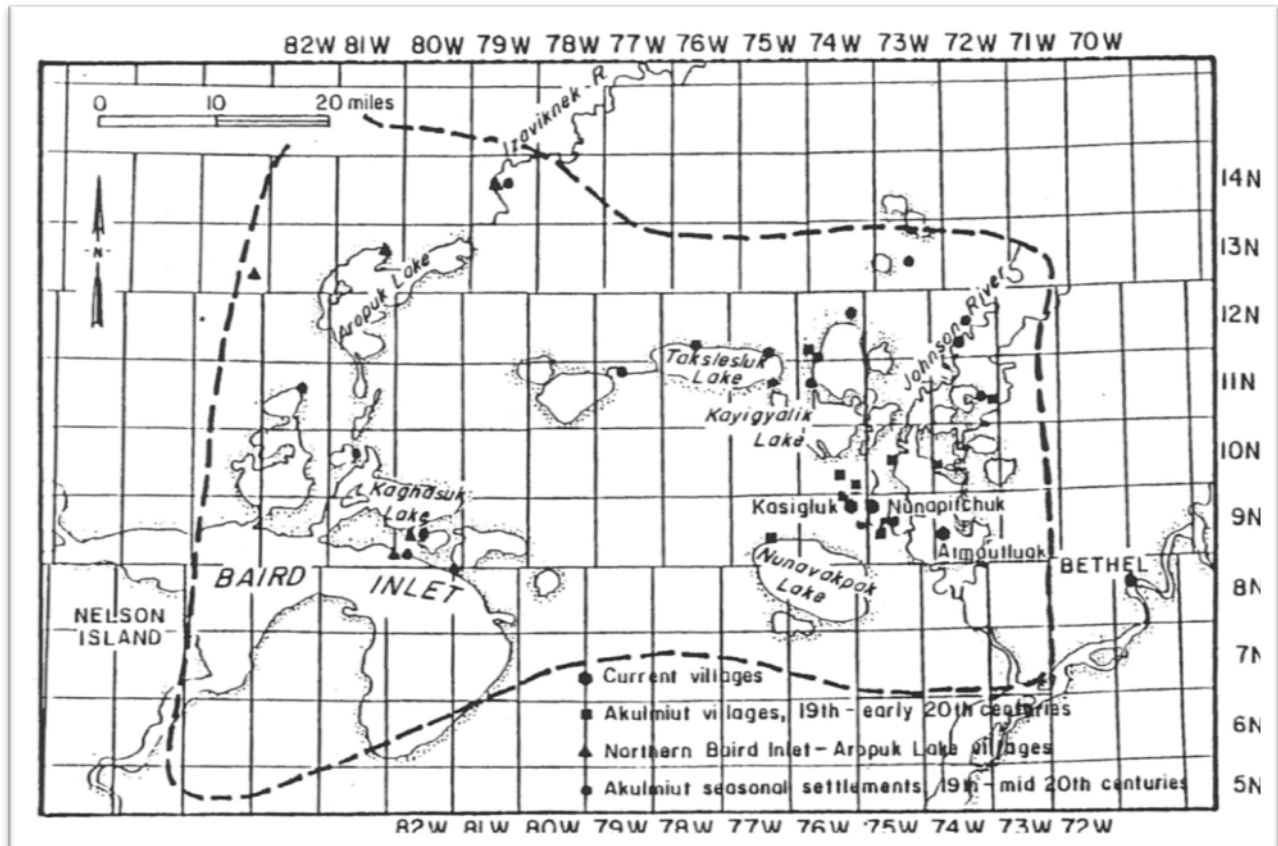 82W 81W 80W 79W 78W 77W 76W 75W 74W 73W 72W 71W 70W
0 10 20 miles
Izaviknek-R.
14N
-N-
13N
Aropuk Lake
12N
Johnson River
Takslesluk
Lake
11N
Kayigyalik
Lake
10N
Kaghasuk
Lake
Kasigluk
Nunapitchuk
9N
Atmautluak
BAIRD INLET
Nunavakpak
Lake
BETHEL
8N
NELSON
ISLAND
7N
Current villages
Akulmiut villages, 19th-early 20th centuries
6N
Northern Baird Inlet-Aropuk Lake villages
Akulmiut seasonal settlements, 19th-mid 20th centuries
5N
82W 81W 80W 79W 78W 77W 76W 75W 74W 73W 72W